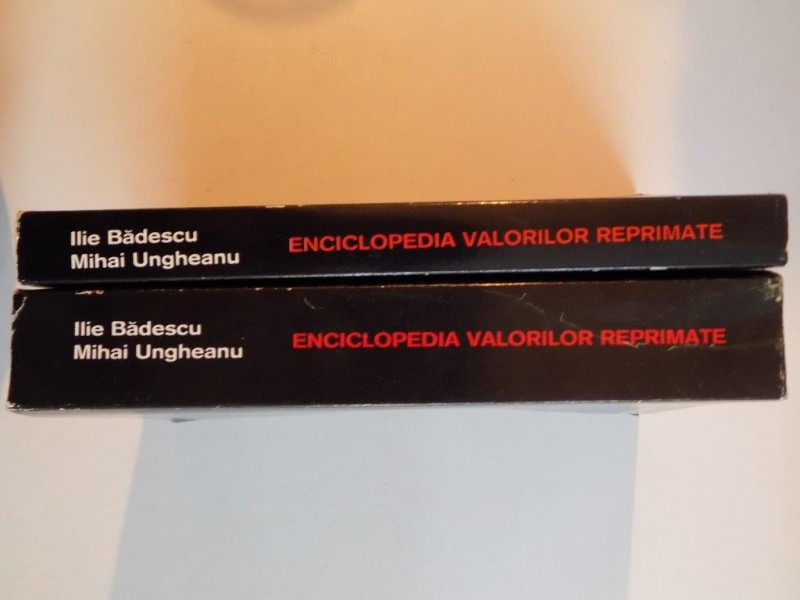 Ilie Bădescu
Mihai Ungheanu
ENCICLOPEDIA VALORILOR REPRIMATE
Ilie Bădescu
Mihai Ungheanu
ENCICLOPEDIA VALORILOR REPRIMATE